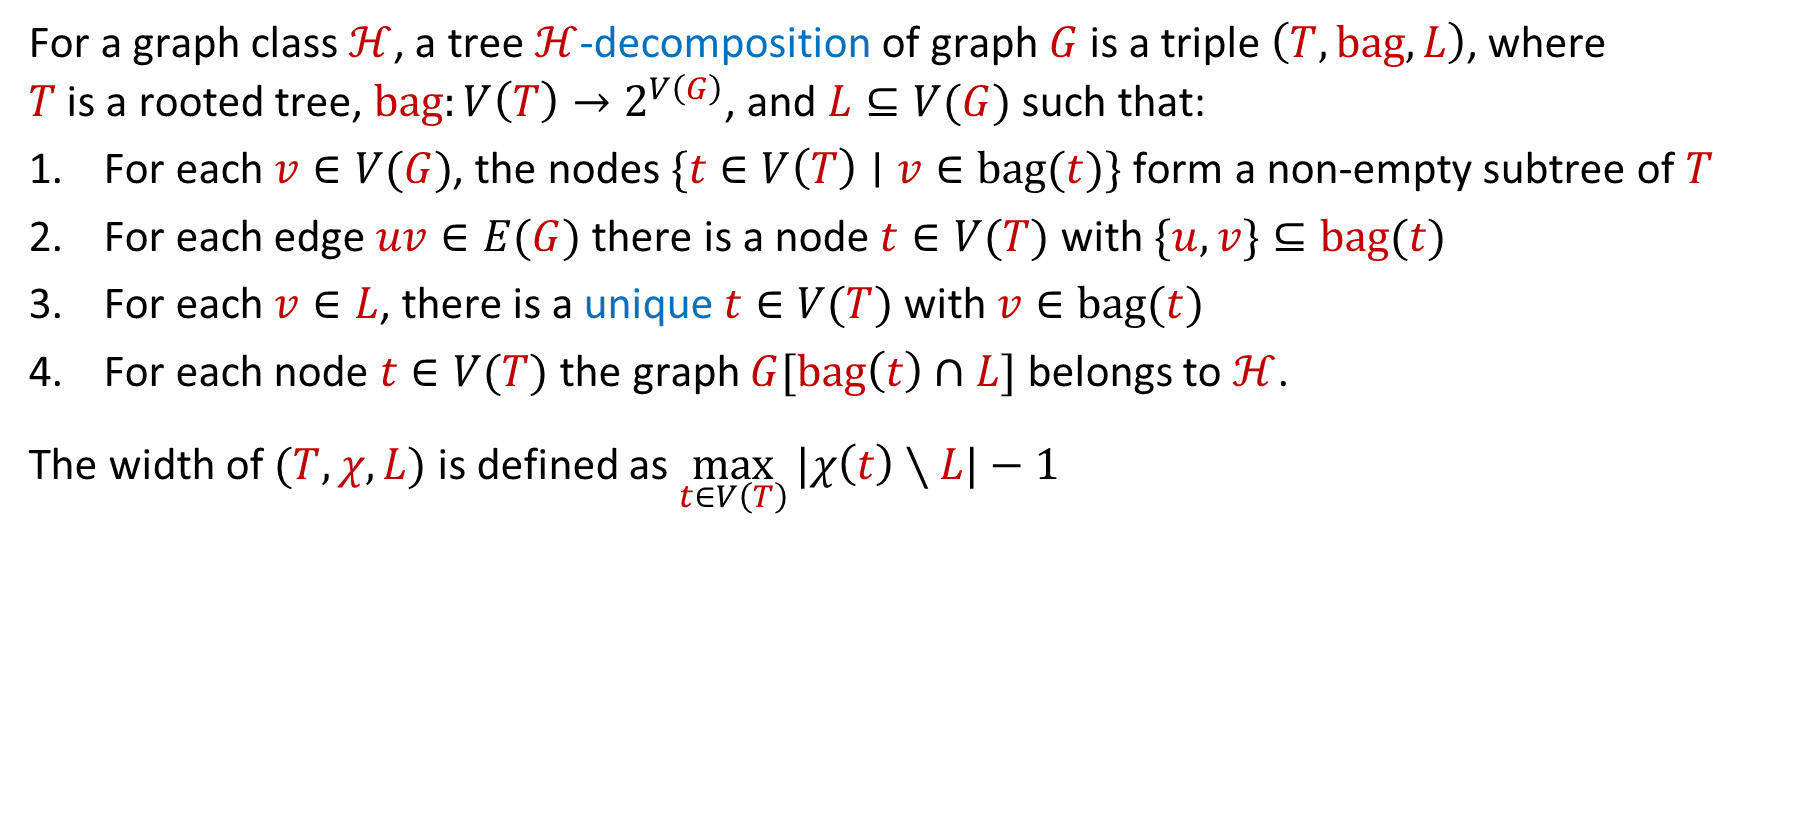 For a graph class ℋ, a tree ℋ-decomposition of graph G is a triple (T, bag, L), where
T is a rooted tree, bag: V(T) → 2^{V(G)}, and L ⊆ V(G) such that:
1. For each v ∈ V(G), the nodes {t ∈ V(T) | v ∈ bag(t)} form a non-empty subtree of T
2. For each edge uv ∈ E(G) there is a node t ∈ V(T) with {u, v} ⊆ bag(t)
3. For each v ∈ L, there is a unique t ∈ V(T) with v ∈ bag(t)
4. For each node t ∈ V(T) the graph G[bag(t) ∩ L] belongs to ℋ.
The width of (T, χ, L) is defined as max_{t∈V(T)} |χ(t) \ L| − 1